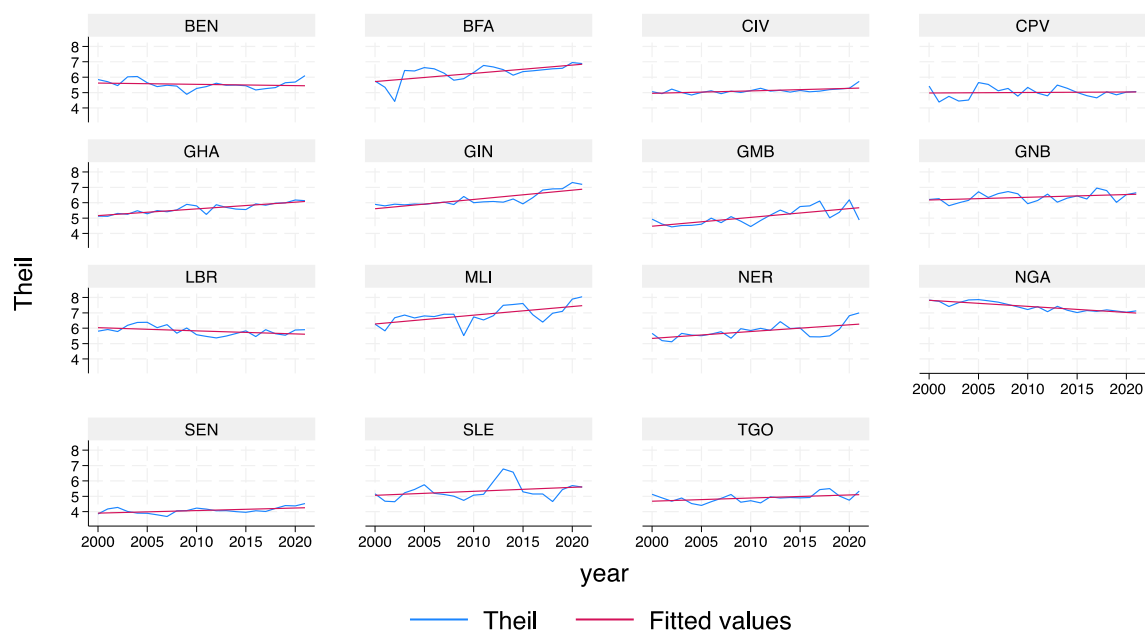 BEN BFA CIV CPV
8
7
6
5
4
GHA GIN GMB GNB
8
7
6
5
4
LBR MLI NER NGA
8
7
6
5
4
2000 2005 2010 2015 2020
SEN SLE TGO
8
7
6
5
4
2000 2005 2010 2015 2020 2000 2005 2010 2015 2020 2000 2005 2010 2015 2020
Theil
year
Theil Fitted values